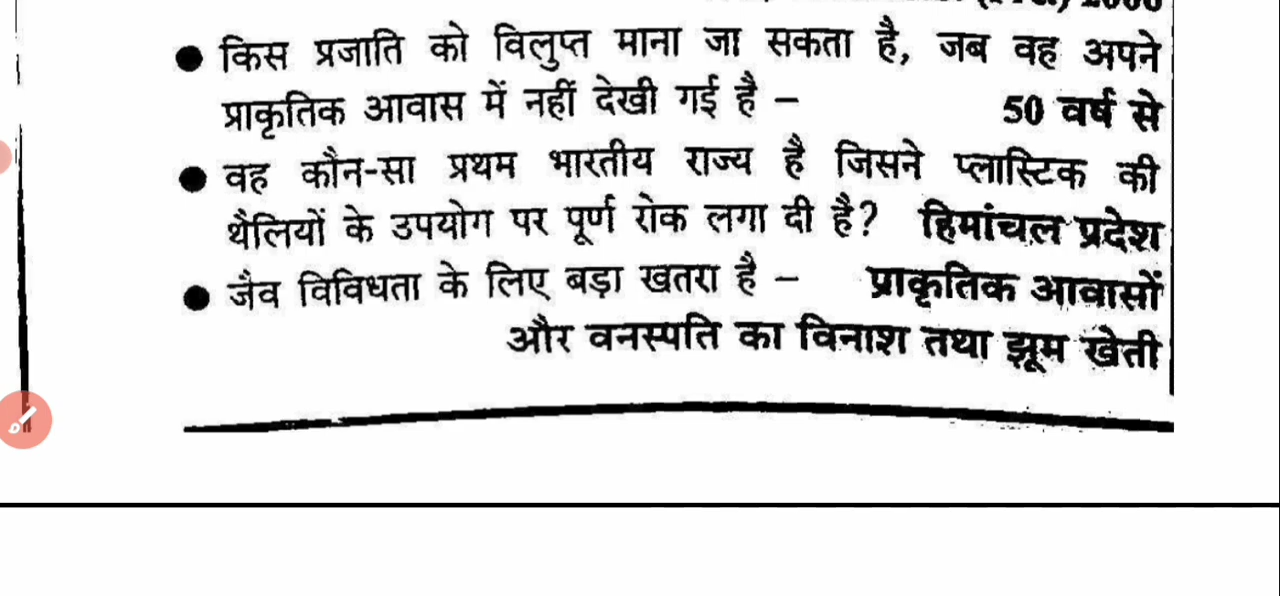 ● किस प्रजाति को विलुप्त माना जा सकता है, जब वह अपने
प्राकृतिक आवास में नहीं देखी गई है – 50 वर्ष से
● वह कौन-सा प्रथम भारतीय राज्य है जिसने प्लास्टिक की
थैलियों के उपयोग पर पूर्ण रोक लगा दी है? हिमांचल प्रदेश
● जैव विविधता के लिए बड़ा खतरा है – प्राकृतिक आवासों
और वनस्पति का विनाश तथा झूम खेती